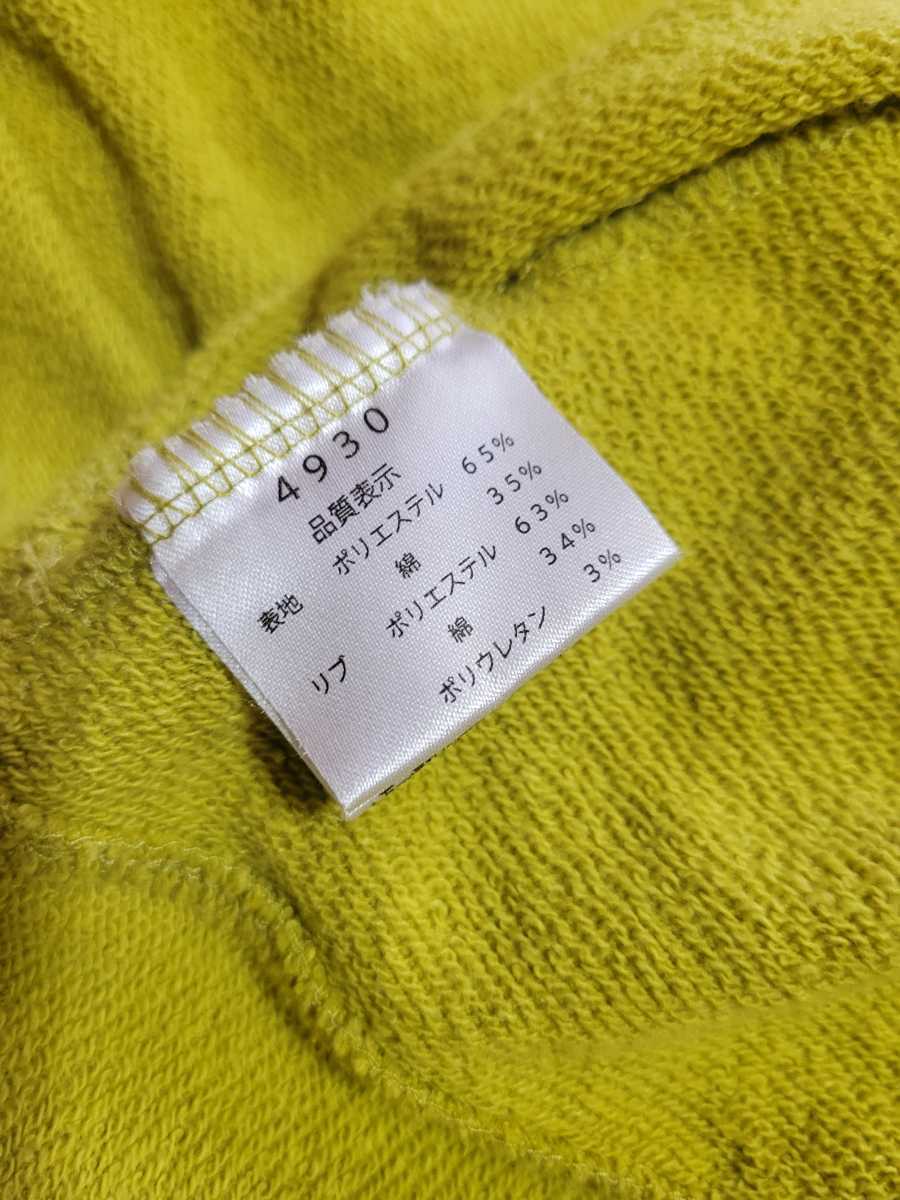 4930
品質表示
表地 ポリエステル 65%
綿 35%
リブ ポリエステル 63%
綿 34%
ポリウレタン 3%